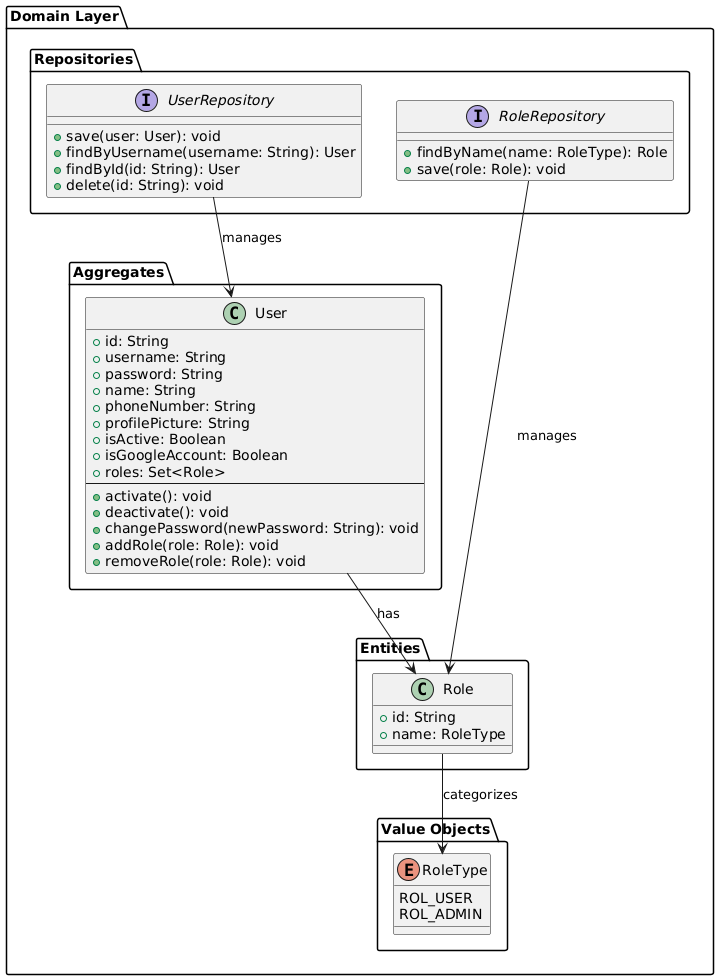 Domain Layer
Repositories
I UserRepository
save(user: User): void
findByUsername(username: String): User
findById(id: String): User
delete(id: String): void
I RoleRepository
findByName(name: RoleType): Role
save(role: Role): void
manages
Aggregates
C User
id: String
username: String
password: String
name: String
phoneNumber: String
profilePicture: String
isActive: Boolean
isGoogleAccount: Boolean
roles: Set<Role>
activate(): void
deactivate(): void
changePassword(newPassword: String): void
addRole(role: Role): void
removeRole(role: Role): void
manages
has
Entities
C Role
id: String
name: RoleType
categorizes
Value Objects
E RoleType
ROL_USER
ROL_ADMIN